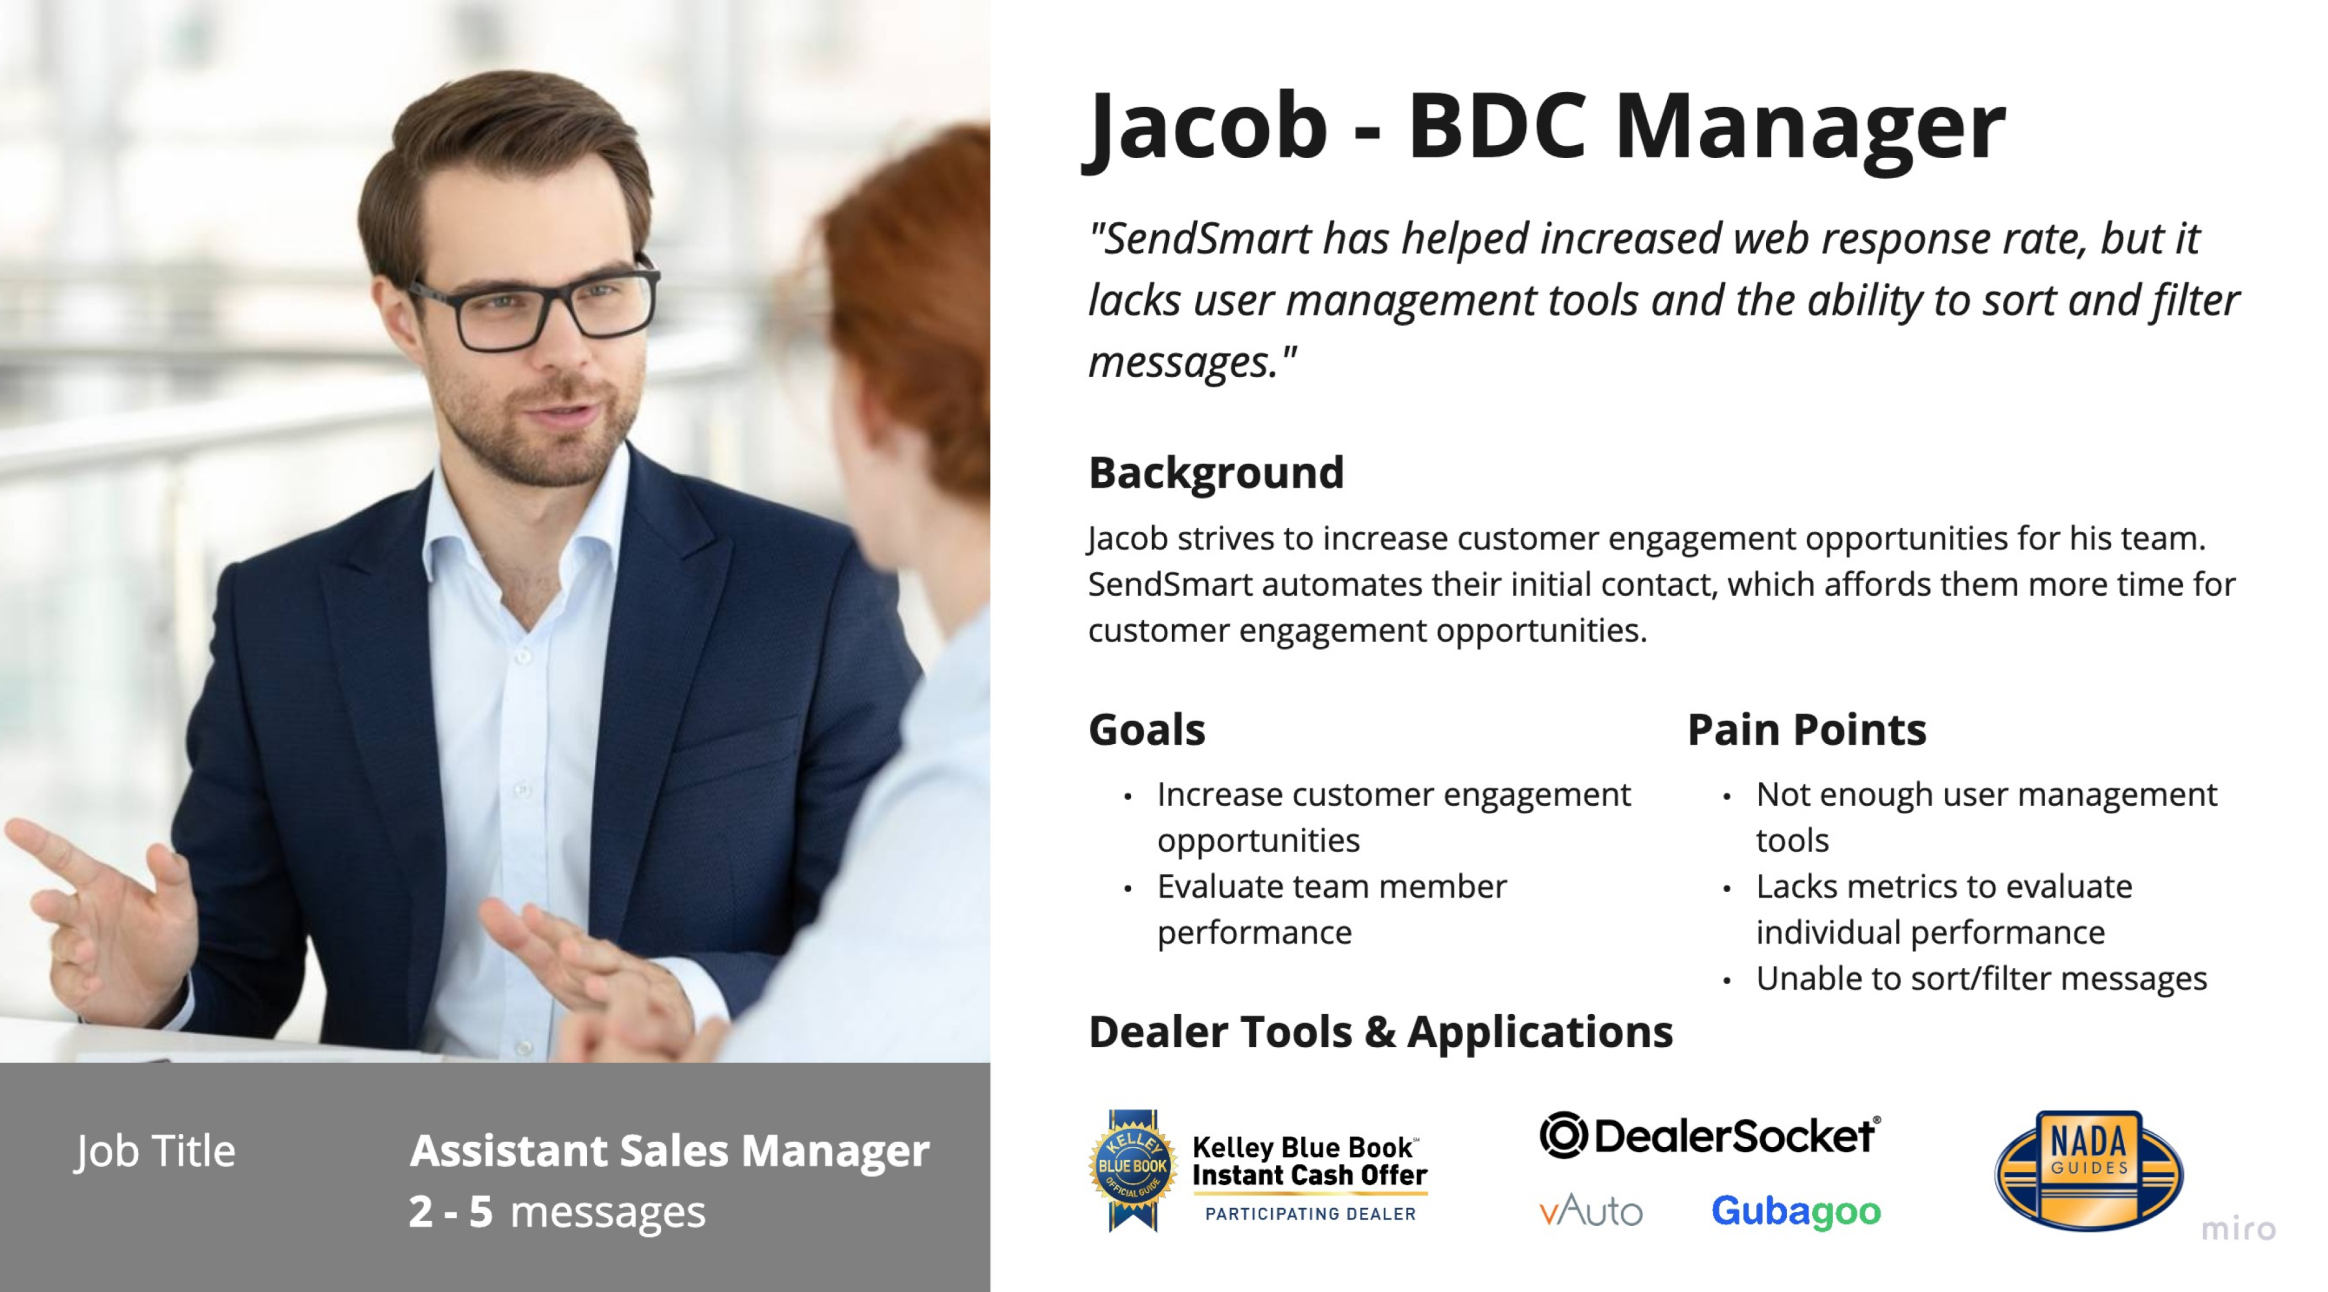 Jacob - BDC Manager
"SendSmart has helped increased web response rate, but it
lacks user management tools and the ability to sort and filter
messages."
Background
Jacob strives to increase customer engagement opportunities for his team.
SendSmart automates their initial contact, which affords them more time for
customer engagement opportunities.
Goals
• Increase customer engagement
opportunities
• Evaluate team member
performance
Pain Points
• Not enough user management
tools
• Lacks metrics to evaluate
individual performance
• Unable to sort/filter messages
Dealer Tools & Applications
KELLEY
BLUE BOOK
OFFICIAL GUIDE
Kelley Blue Book℠
Instant Cash Offer
PARTICIPATING DEALER
DealerSocket®
vAuto
Gubagoo
NADA
GUIDES
miro
Job Title
Assistant Sales Manager
2 - 5 messages